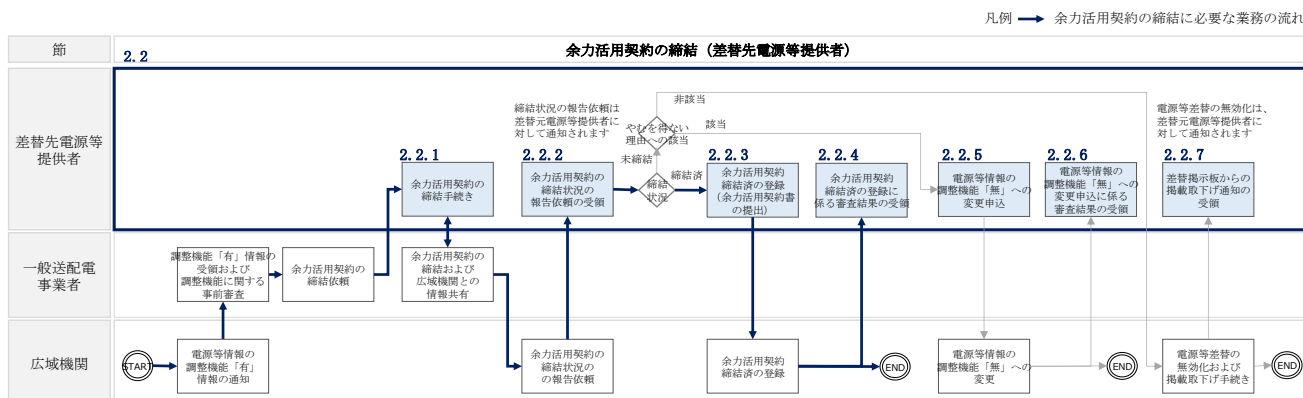 凡例 余力活用契約の締結に必要な業務の流れ
節
2.2
余力活用契約の締結（差替先電源等提供者）
差替先電源等
提供者
締結状況の報告依頼は
差替元電源等提供者に
対して通知されます
非該当
やむを得ない
理由への該当
該当
電源等差替の無効化は、
差替元電源等提供者に
対して通知されます
2.2.1
余力活用契約の
締結手続き
2.2.2
余力活用契約の
締結状況の
報告依頼の受領
未締結
締結
状況
締結済
2.2.3
余力活用契約
締結済の登録
(余力活用契約書
の提出)
2.2.4
余力活用契約
締結済の登録に
係る審査結果の受領
2.2.5
電源等情報の
調整機能「無」への
変更申込
2.2.6
電源等情報の
調整機能「無」への
変更申込に係る
審査結果の受領
2.2.7
差替掲示板からの
掲載取下げ通知の
受領
一般送配電
事業者
調整機能「有」情報の
受領および
調整機能に関する
事前審査
余力活用契約の
締結依頼
余力活用契約の
締結および
広域機関との
情報共有
広域機関
START
電源等情報の
調整機能「有」
情報の通知
余力活用契約の
締結状況の
の報告依頼
余力活用契約
締結済の登録
END
電源等情報の
調整機能「無」への
変更
END
電源等差替の
無効化および
掲載取下げ手続き
END